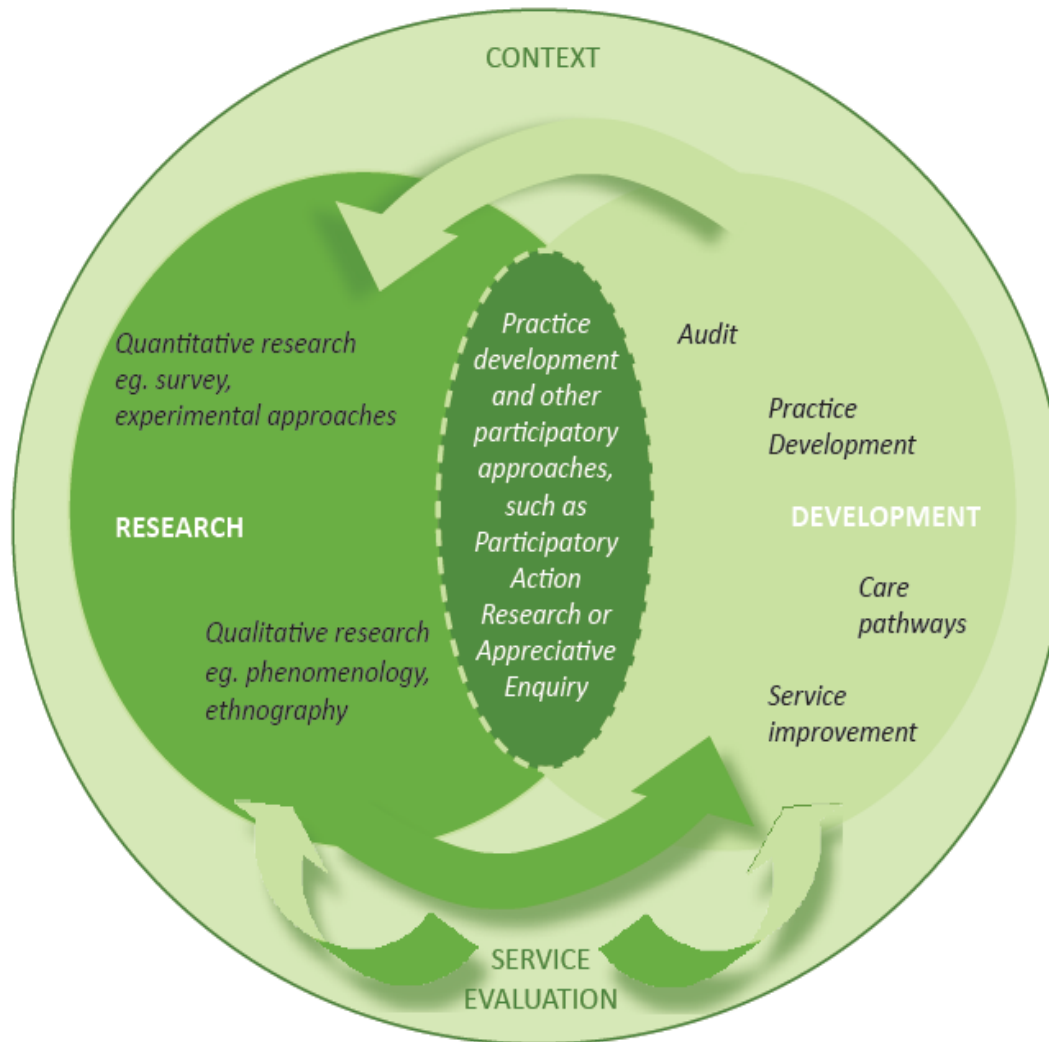 CONTEXT
Quantitative research
eg. survey,
experimental approaches
RESEARCH
Qualitative research
eg. phenomenology,
ethnography
Practice
development
and other
participatory
approaches,
such as
Participatory
Action
Research or
Appreciative
Enquiry
Audit
Practice
Development
DEVELOPMENT
Care
pathways
Service
improvement
SERVICE
EVALUATION